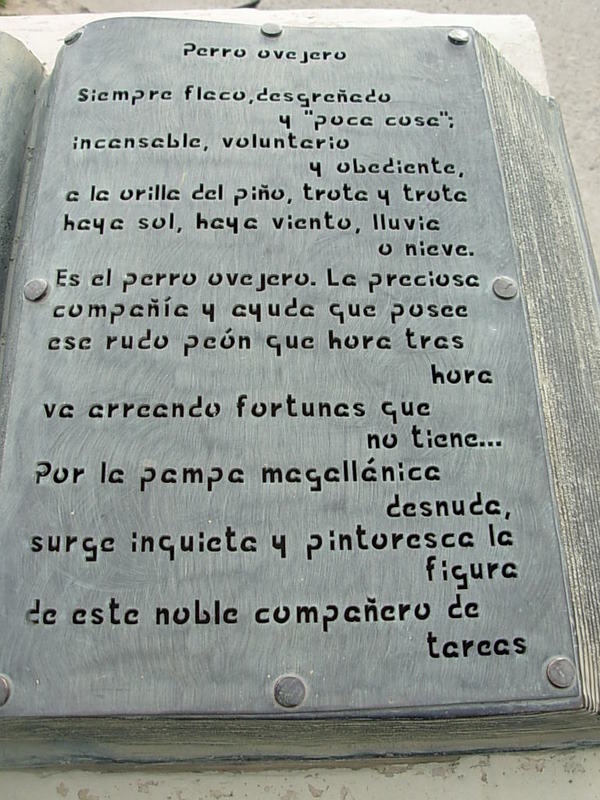 Perro ovejero
Siempre flaco,desgreñado
y "poca cosa";
incansable, voluntario
y obediente,
a la orilla del piño, trota y trota
haya sol, haya viento, lluvia
o nieve.
Es el perro ovejero. La preciosa
compañía y ayuda que posee
ese rudo peón que hora tras
hora
va arreando fortunas que
no tiene...
Por la pampa magallánica
desnuda,
surge inquieta y pintoresca la
figura
de este noble compañero de
tareas